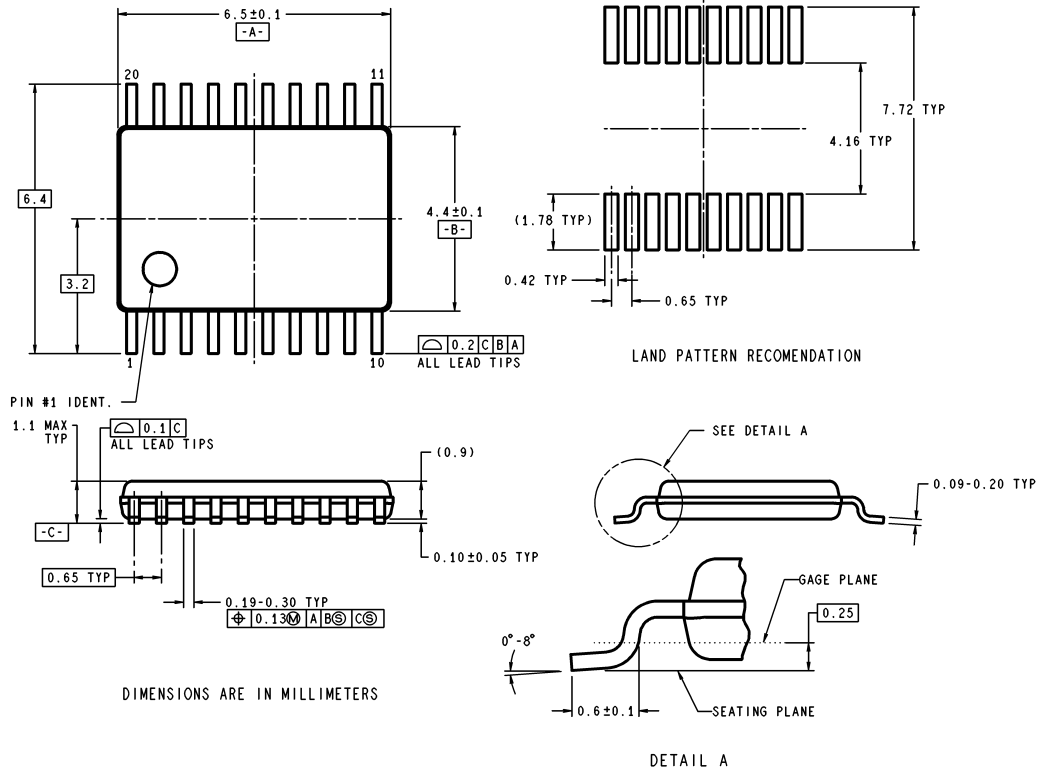 6.5±0.1
-A-
20
11
6.4
3.2
4.4±0.1
-B-
1
10
0.2 C B A
ALL LEAD TIPS
PIN #1 IDENT.
7.72 TYP
4.16 TYP
(1.78 TYP)
0.42 TYP
0.65 TYP
LAND PATTERN RECOMENDATION
1.1 MAX
TYP
0.1 C
ALL LEAD TIPS
(0.9)
-C-
0.10±0.05 TYP
0.65 TYP
0.19-0.30 TYP
⌖ 0.13Ⓜ A BⓈ CⓈ
DIMENSIONS ARE IN MILLIMETERS
SEE DETAIL A
0.09-0.20 TYP
GAGE PLANE
0.25
0°-8°
0.6±0.1
SEATING PLANE
DETAIL A